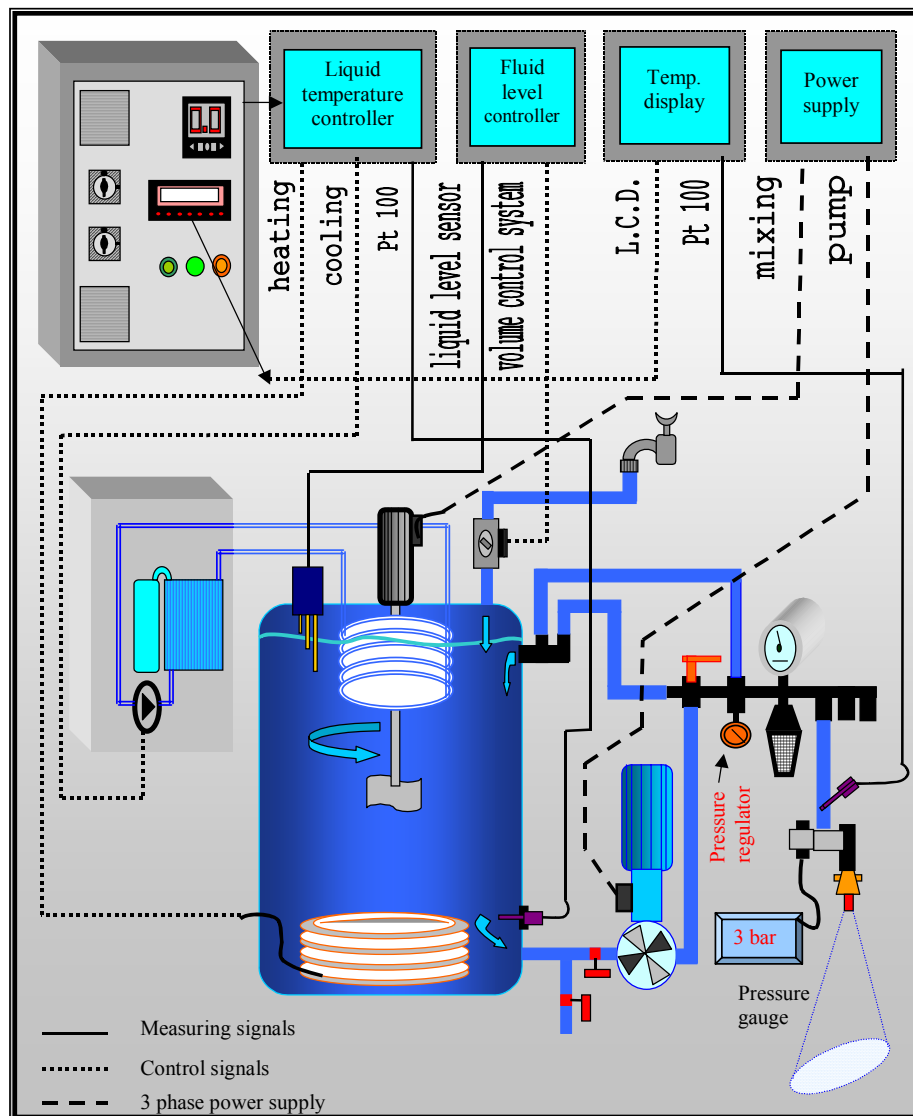 Liquid
temperature
controller
Fluid
level
controller
Temp.
display
Power
supply
0.0
heating
cooling
Pt 100
liquid level sensor
volume control system
L.C.D.
Pt 100
mixing
pump
Pressure
regulator
3 bar
Pressure
gauge
Measuring signals
Control signals
3 phase power supply